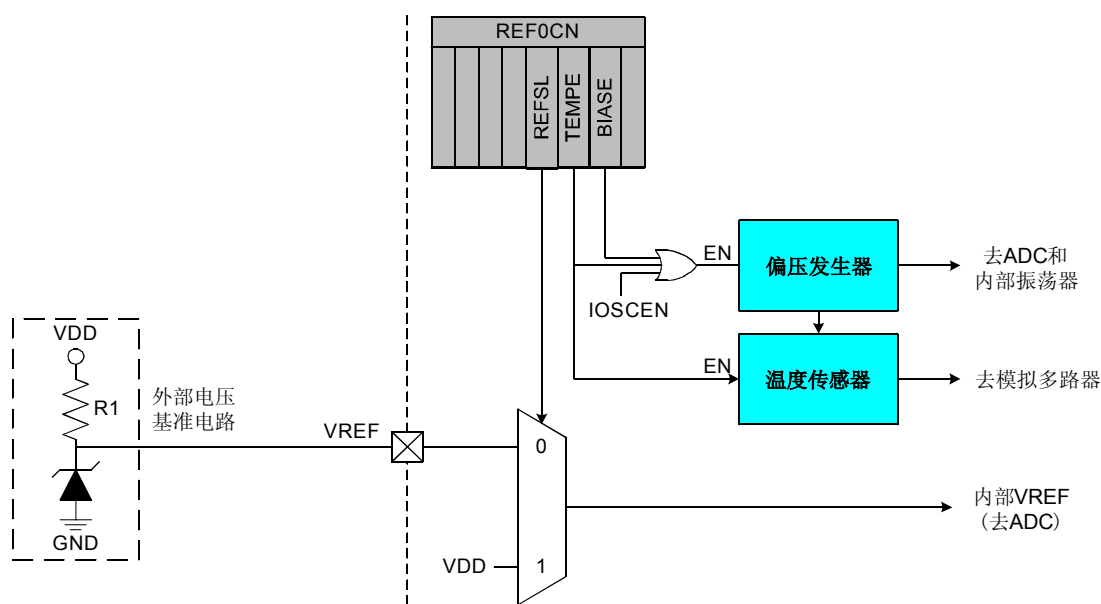 REF0CN
REFSL
TEMPE
BIASE
EN
偏压发生器
去ADC和
内部振荡器
IOSCEN
VDD
R1
外部电压
基准电路
EN
温度传感器
去模拟多路器
VREF
0
GND
内部VREF
（去ADC）
VDD
1